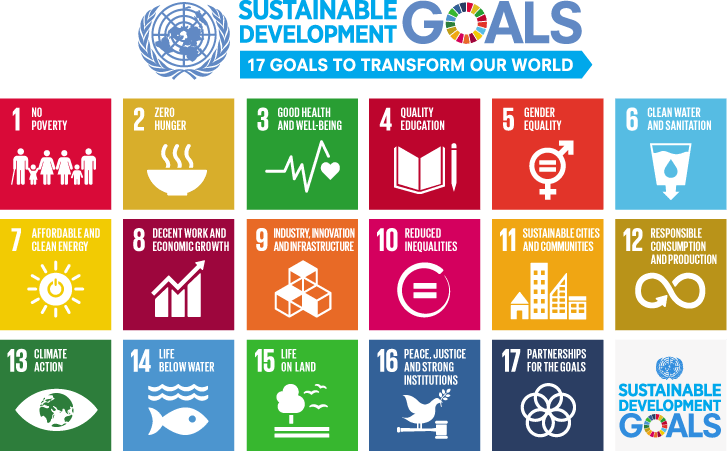 SUSTAINABLE
DEVELOPMENT
GOALS
17 GOALS TO TRANSFORM OUR WORLD
1 NO
POVERTY
2 ZERO
HUNGER
3 GOOD HEALTH
AND WELL-BEING
4 QUALITY
EDUCATION
5 GENDER
EQUALITY
6 CLEAN WATER
AND SANITATION
7 AFFORDABLE AND
CLEAN ENERGY
8 DECENT WORK AND
ECONOMIC GROWTH
9 INDUSTRY, INNOVATION
AND INFRASTRUCTURE
10 REDUCED
INEQUALITIES
11 SUSTAINABLE CITIES
AND COMMUNITIES
12 RESPONSIBLE
CONSUMPTION
AND PRODUCTION
13 CLIMATE
ACTION
14 LIFE
BELOW WATER
15 LIFE
ON LAND
16 PEACE, JUSTICE
AND STRONG
INSTITUTIONS
17 PARTNERSHIPS
FOR THE GOALS
SUSTAINABLE
DEVELOPMENT
GOALS